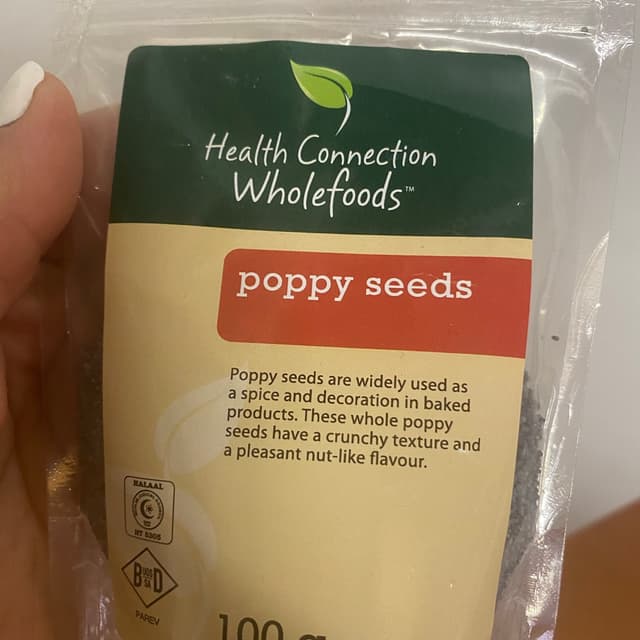 Health Connection
Wholefoods™
poppy seeds
Poppy seeds are widely used as
a spice and decoration in baked
products. These whole poppy
seeds have a crunchy texture and
a pleasant nut-like flavour.
HALAAL
B D
PAREV
100 g